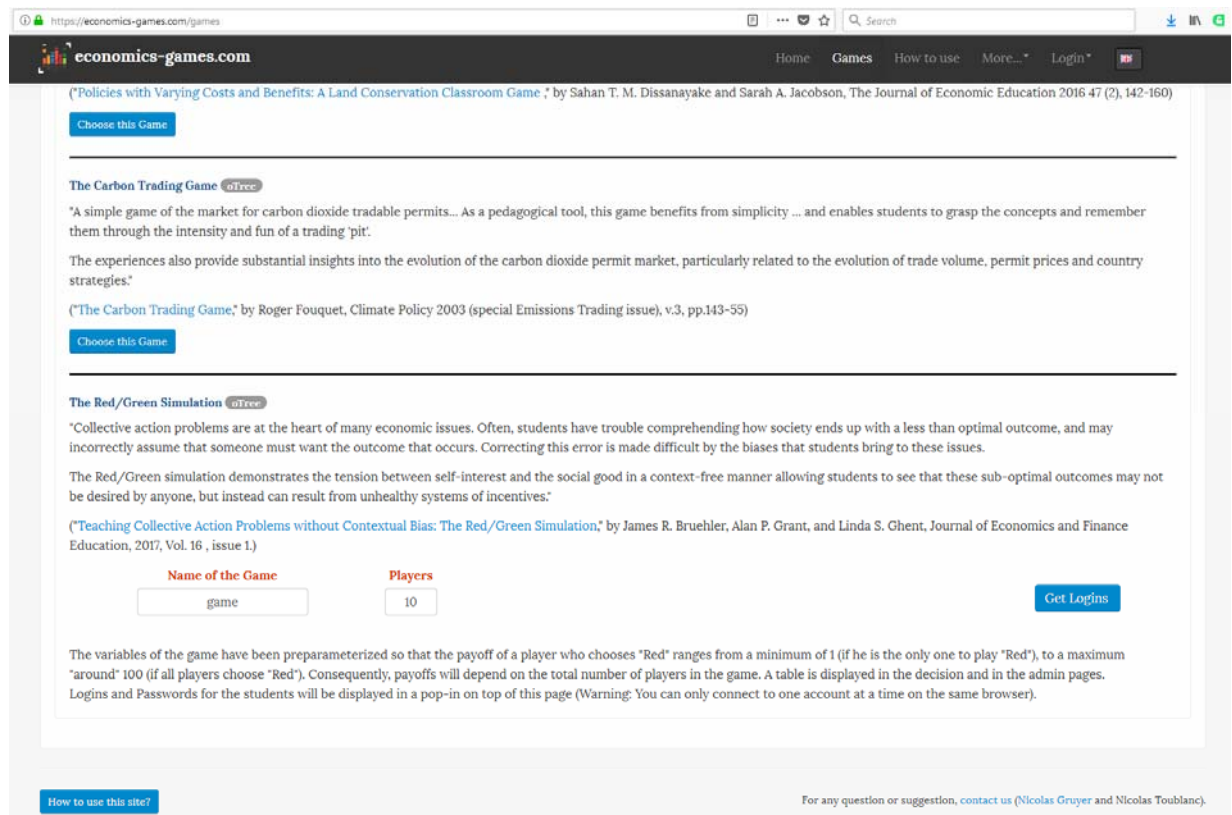 https://economics-games.com/games
Search
economics-games.com
Home Games How to use More... Login
("Policies with Varying Costs and Benefits: A Land Conservation Classroom Game ," by Sahan T. M. Dissanayake and Sarah A. Jacobson, The Journal of Economic Education 2016 47 (2), 142-160)
Choose this Game
The Carbon Trading Game oTree
"A simple game of the market for carbon dioxide tradable permits... As a pedagogical tool, this game benefits from simplicity ... and enables students to grasp the concepts and remember
them through the intensity and fun of a trading 'pit'.
The experiences also provide substantial insights into the evolution of the carbon dioxide permit market, particularly related to the evolution of trade volume, permit prices and country
strategies."
("The Carbon Trading Game," by Roger Fouquet, Climate Policy 2003 (special Emissions Trading issue), v.3, pp.143-55)
Choose this Game
The Red/Green Simulation oTree
"Collective action problems are at the heart of many economic issues. Often, students have trouble comprehending how society ends up with a less than optimal outcome, and may
incorrectly assume that someone must want the outcome that occurs. Correcting this error is made difficult by the biases that students bring to these issues.
The Red/Green simulation demonstrates the tension between self-interest and the social good in a context-free manner allowing students to see that these sub-optimal outcomes may not
be desired by anyone, but instead can result from unhealthy systems of incentives."
("Teaching Collective Action Problems without Contextual Bias: The Red/Green Simulation," by James R. Bruehler, Alan P. Grant, and Linda S. Ghent, Journal of Economics and Finance
Education, 2017, Vol. 16 , issue 1.)
Name of the Game Players
game 10 Get Logins
The variables of the game have been preparameterized so that the payoff of a player who chooses "Red" ranges from a minimum of 1 (if he is the only one to play "Red"), to a maximum
"around" 100 (if all players choose "Red"). Consequently, payoffs will depend on the total number of players in the game. A table is displayed in the decision and in the admin pages.
Logins and Passwords for the students will be displayed in a pop-in on top of this page (Warning: You can only connect to one account at a time on the same browser).
How to use this site?
For any question or suggestion, contact us (Nicolas Gruyer and Nicolas Toublanc).